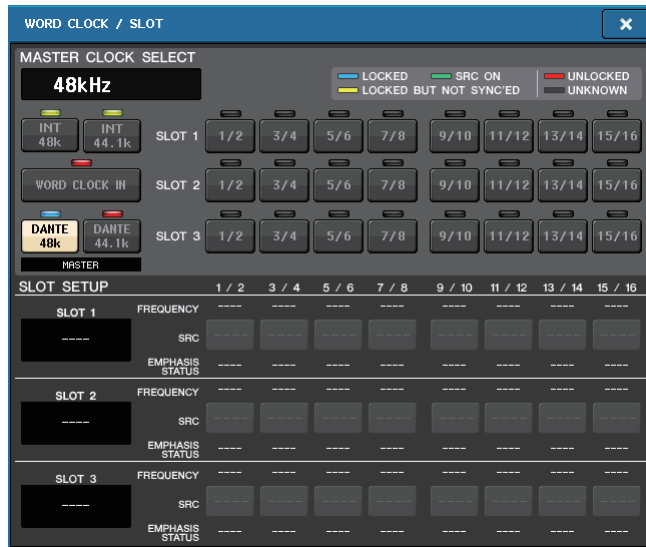 WORD CLOCK / SLOT ×
MASTER CLOCK SELECT
48kHz
LOCKED SRC ON UNLOCKED
LOCKED BUT NOT SYNC'ED UNKNOWN
INT 48k INT 44.1k SLOT 1 1/2 3/4 5/6 7/8 9/10 11/12 13/14 15/16
WORD CLOCK IN SLOT 2 1/2 3/4 5/6 7/8 9/10 11/12 13/14 15/16
DANTE 48k DANTE 44.1k SLOT 3 1/2 3/4 5/6 7/8 9/10 11/12 13/14 15/16
MASTER
SLOT SETUP 1 / 2 3 / 4 5 / 6 7 / 8 9 / 10 11 / 12 13 / 14 15 / 16
SLOT 1 FREQUENCY ---- ---- ---- ---- ---- ---- ---- ----
---- SRC ---- ---- ---- ---- ---- ---- ---- ----
EMPHASIS STATUS ---- ---- ---- ---- ---- ---- ---- ----
SLOT 2 FREQUENCY ---- ---- ---- ---- ---- ---- ---- ----
---- SRC ---- ---- ---- ---- ---- ---- ---- ----
EMPHASIS STATUS ---- ---- ---- ---- ---- ---- ---- ----
SLOT 3 FREQUENCY ---- ---- ---- ---- ---- ---- ---- ----
---- SRC ---- ---- ---- ---- ---- ---- ---- ----
EMPHASIS STATUS ---- ---- ---- ---- ---- ---- ---- ----